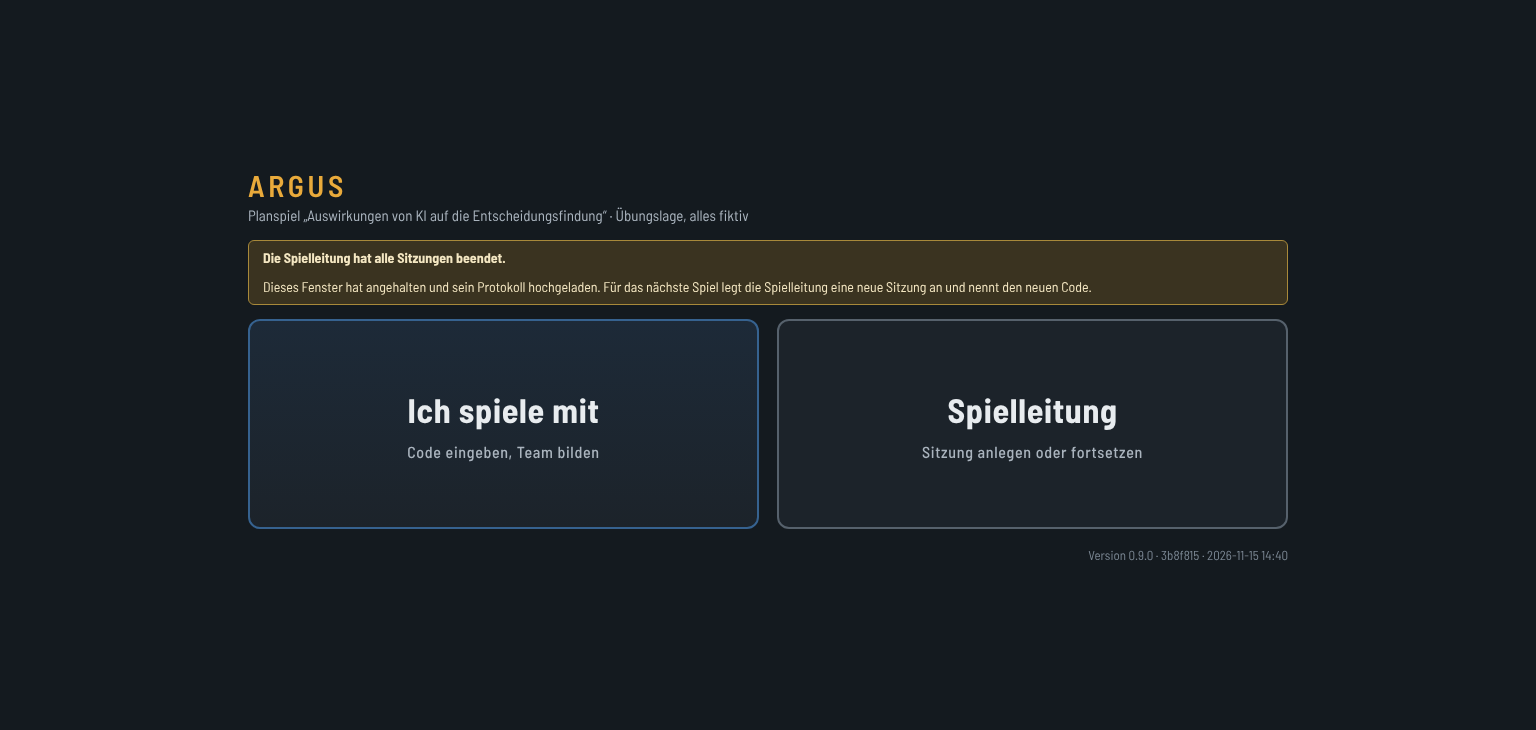 ARGUS
Planspiel „Auswirkungen von KI auf die Entscheidungsfindung“ · Übungslage, alles fiktiv
Die Spielleitung hat alle Sitzungen beendet.
Dieses Fenster hat angehalten und sein Protokoll hochgeladen. Für das nächste Spiel legt die Spielleitung eine neue Sitzung an und nennt den neuen Code.
Ich spiele mit
Code eingeben, Team bilden
Spielleitung
Sitzung anlegen oder fortsetzen
Version 0.9.0 · 3b8f815 · 2026-11-15 14:40